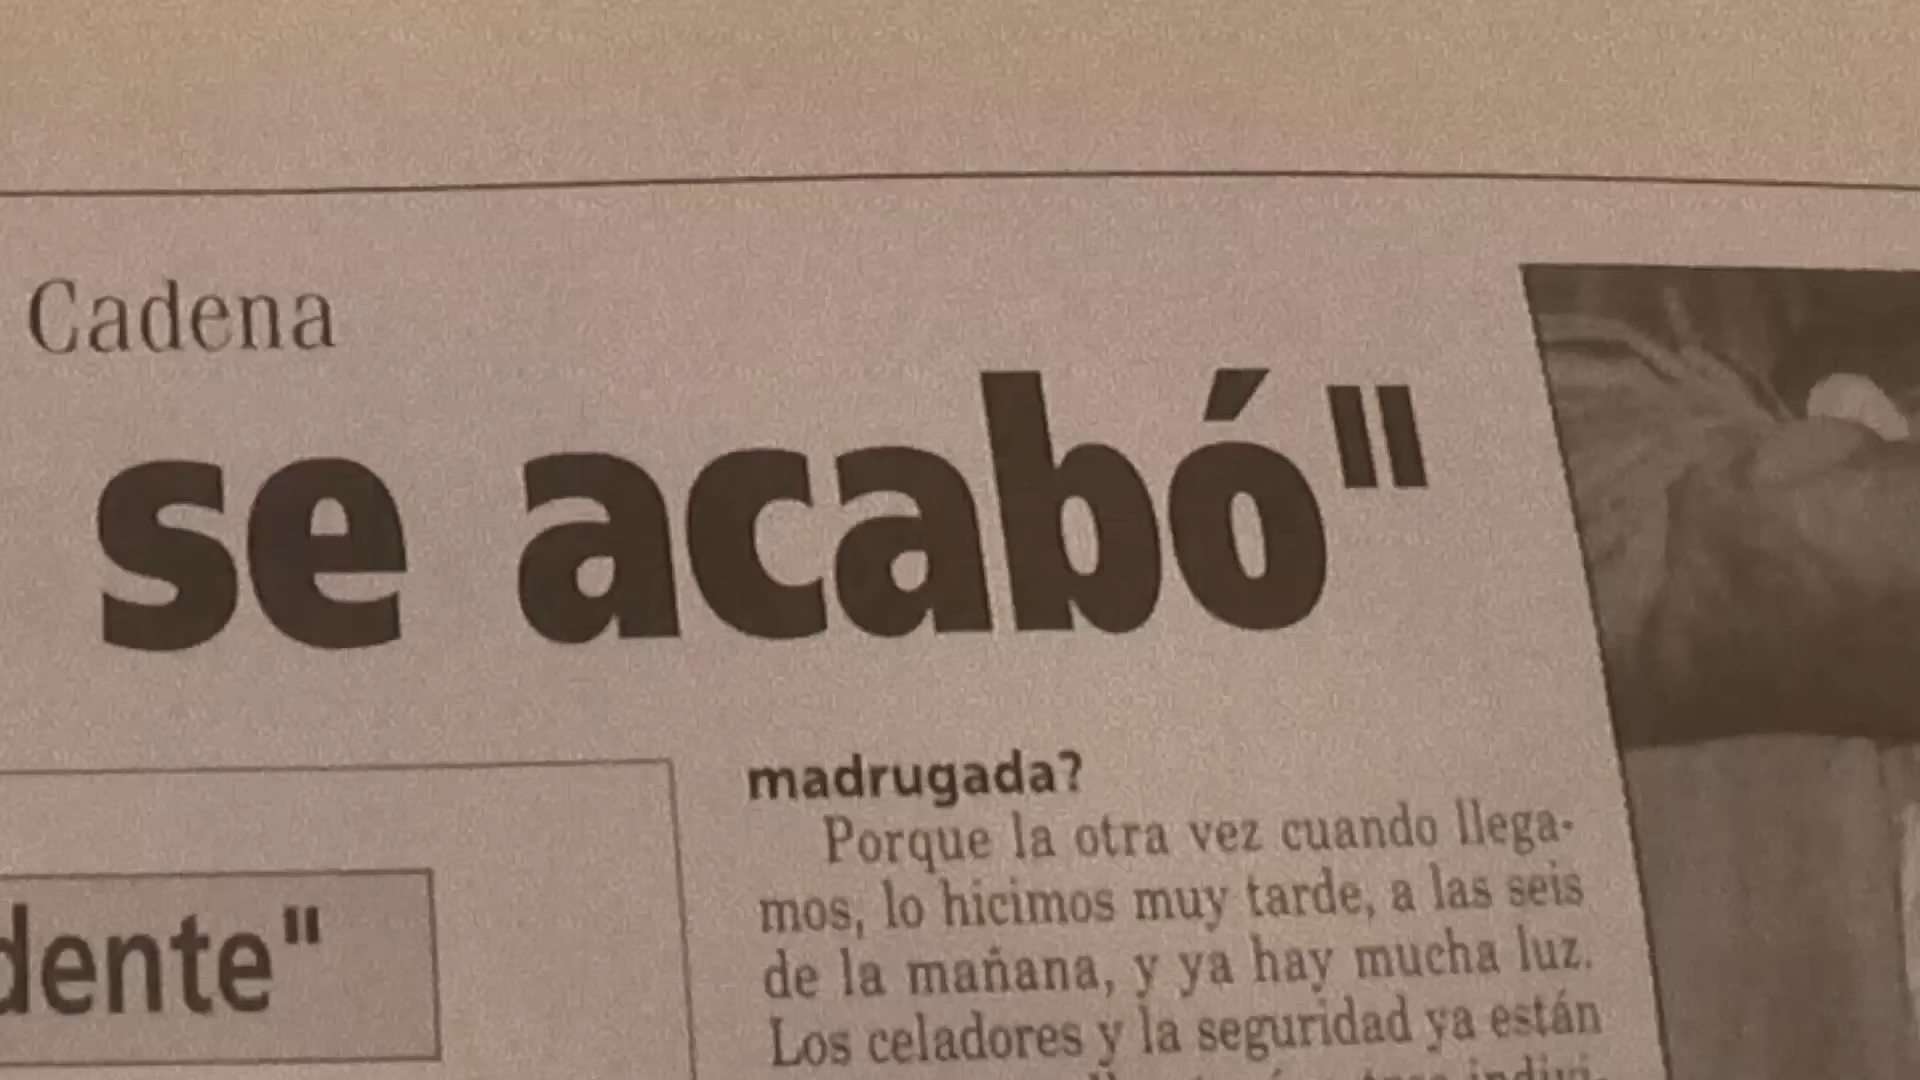 Cadena
se acabó"
dente"
madrugada?
Porque la otra vez cuando llega-
mos, lo hicimos muy tarde, a las seis
de la mañana, y ya hay mucha luz.
Los celadores y la seguridad ya están